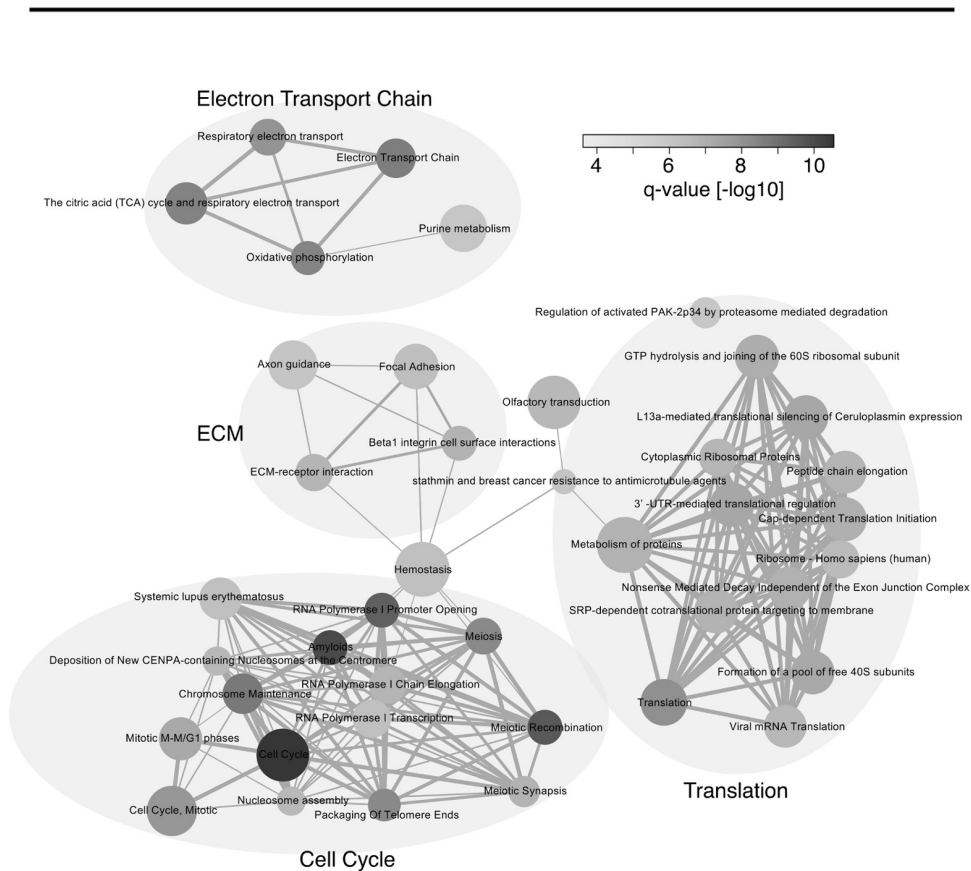 Electron Transport Chain
Respiratory electron transport
Electron Transport Chain
The citric acid (TCA) cycle and respiratory electron transport
Purine metabolism
Oxidative phosphorylation
4 6 8 10
q-value [-log10]
Regulation of activated PAK-2p34 by proteasome mediated degradation
GTP hydrolysis and joining of the 60S ribosomal subunit
Axon guidance
Focal Adhesion
Olfactory transduction
L13a-mediated translational silencing of Ceruloplasmin expression
ECM
Beta1 integrin cell surface interactions
Cytoplasmic Ribosomal Proteins
ECM-receptor interaction
Peptide chain elongation
stathmin and breast cancer resistance to antimicrotubule agents
3' -UTR-mediated translational regulation
Cap-dependent Translation Initiation
Metabolism of proteins
Ribosome - Homo sapiens (human)
Hemostasis
Nonsense Mediated Decay Independent of the Exon Junction Complex
Systemic lupus erythematosus
RNA Polymerase I Promoter Opening
SRP-dependent cotranslational protein targeting to membrane
Meiosis
Amyloids
Deposition of New CENPA-containing Nucleosomes at the Centromere
Formation of a pool of free 40S subunits
RNA Polymerase I Chain Elongation
Chromosome Maintenance
Translation
RNA Polymerase I Transcription
Meiotic Recombination
Viral mRNA Translation
Mitotic M-M/G1 phases
Cell Cycle
Meiotic Synapsis
Translation
Nucleosome assembly
Cell Cycle, Mitotic
Packaging Of Telomere Ends
Cell Cycle